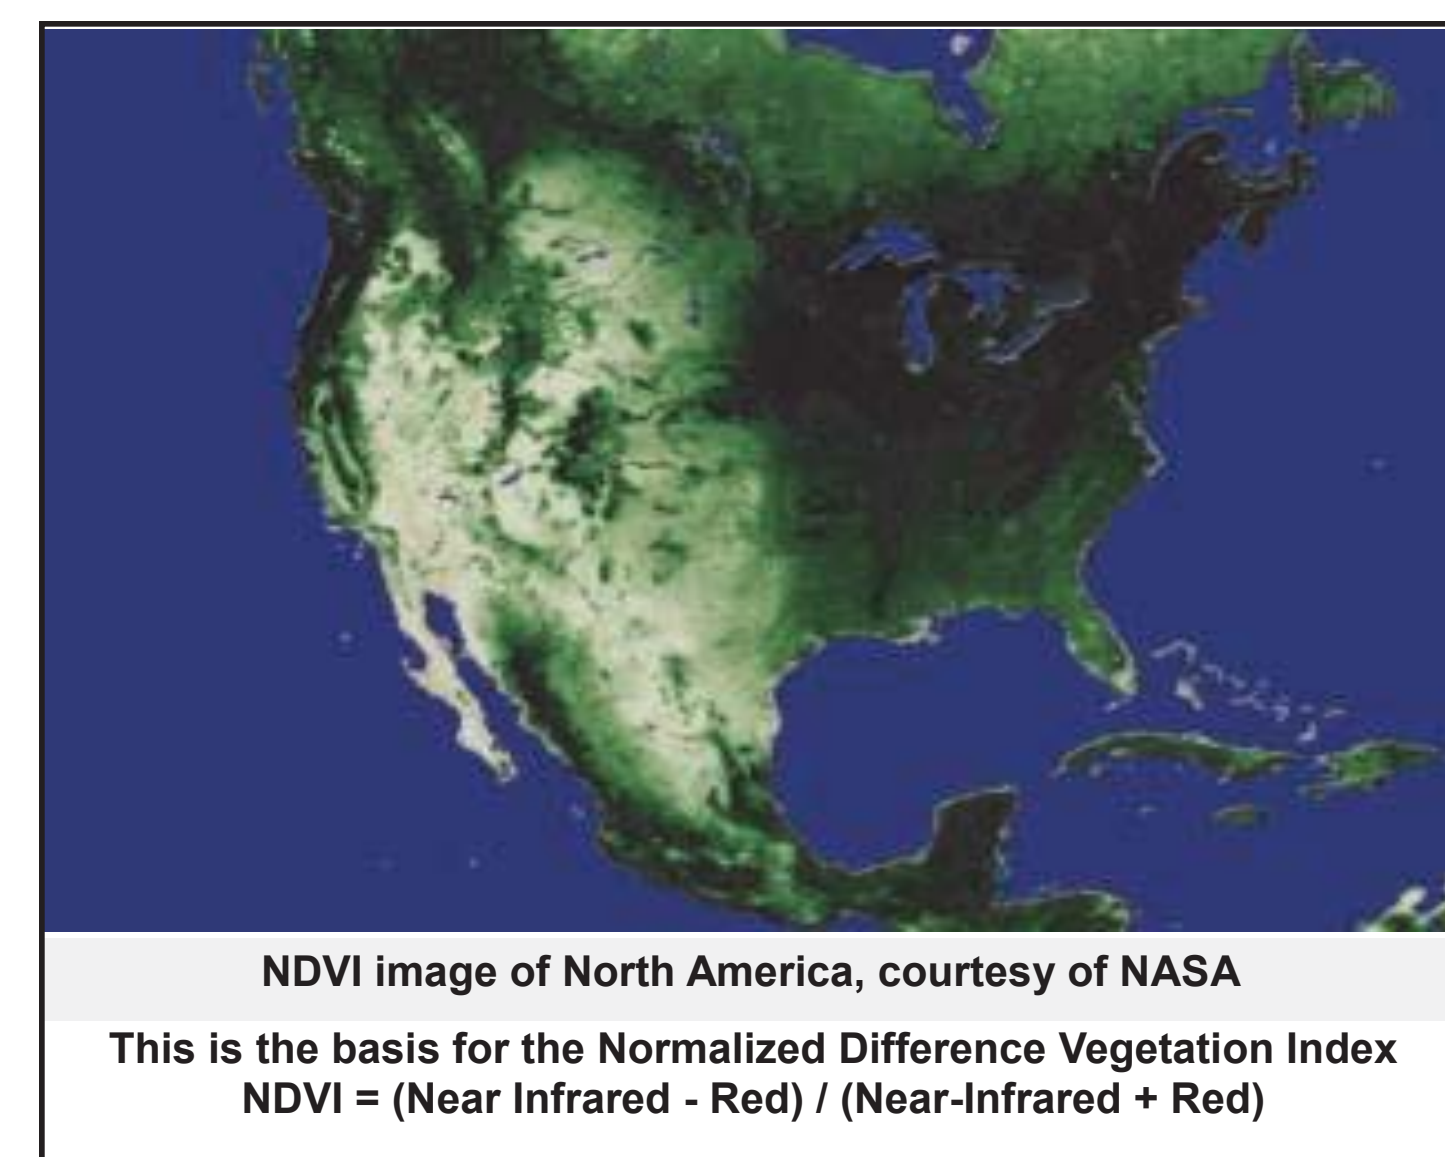 NDVI image of North America, courtesy of NASA
This is the basis for the Normalized Difference Vegetation Index
NDVI = (Near Infrared - Red) / (Near-Infrared + Red)